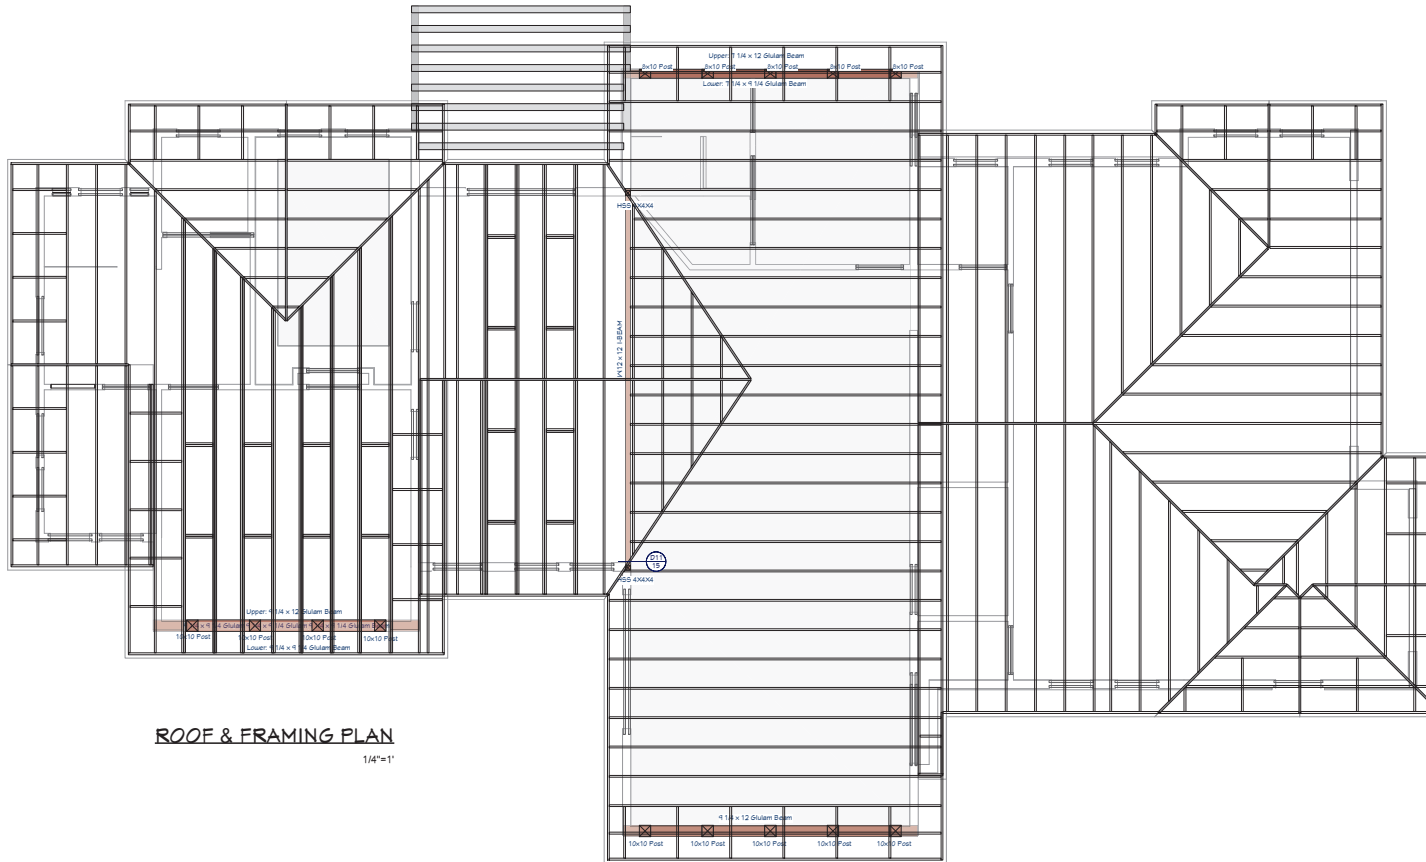 Upper: 7 1/4 x 12 Glulam Beam
8x10 Post 8x10 Post 8x10 Post 8x10 Post 8x10 Post
Lower: 7 1/4 x 9 1/4 Glulam Beam
HSS 4X4X4
W12 x 12 I-BEAM
D11
15
HSS 4X4X4
Upper: 9 1/4 x 12 Glulam Beam
10x10 Post 10x10 Post 10x10 Post 10x10 Post
Lower: 9 1/4 x 9 1/4 Glulam Beam
ROOF & FRAMING PLAN
1/4"=1'
9 1/4 x 12 Glulam Beam
10x10 Post 10x10 Post 10x10 Post 10x10 Post 10x10 Post